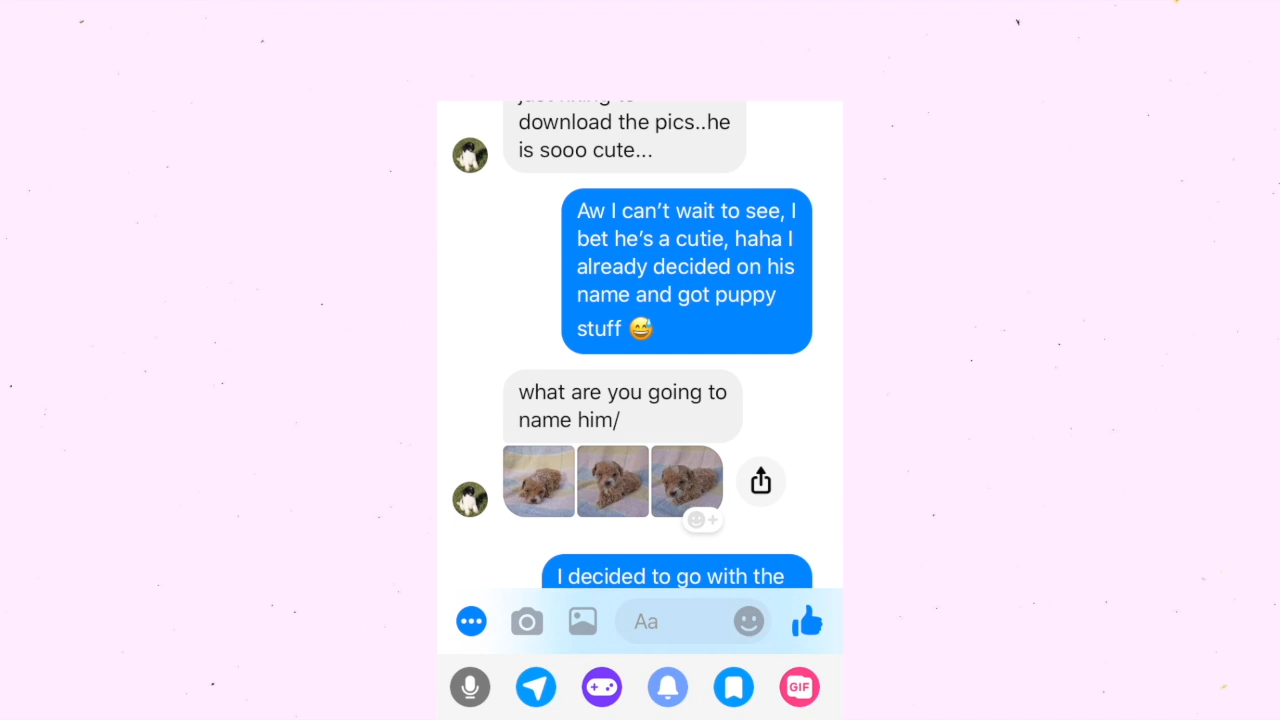 download the pics..he
is sooo cute...
Aw I can’t wait to see, I
bet he’s a cutie, haha I
already decided on his
name and got puppy
stuff 😅
what are you going to
name him/
I decided to go with the
Aa
GIF